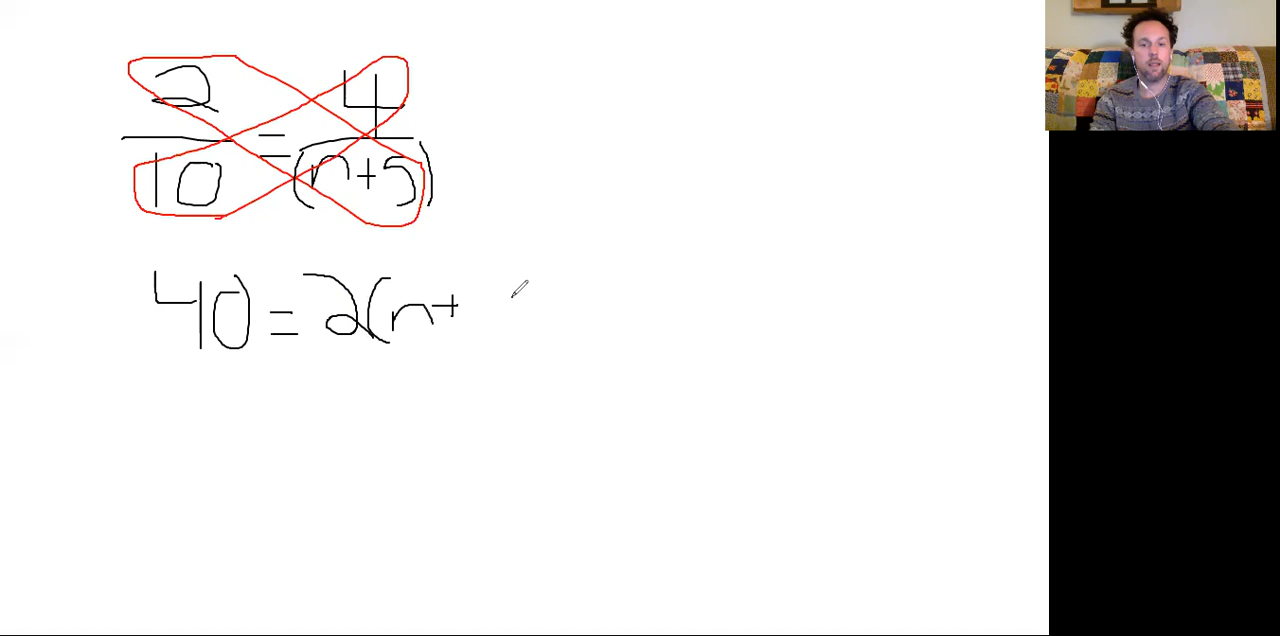 2 4
— = —
10 (n+5)
40 = 2(n+